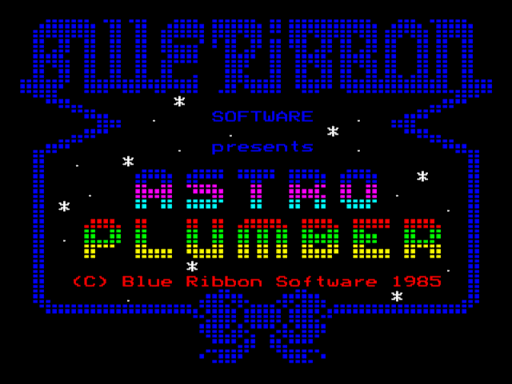 BLUE RiBBON
SOFTWARE
presents
ASTRO
PLUMBER
(C) Blue Ribbon Software 1985